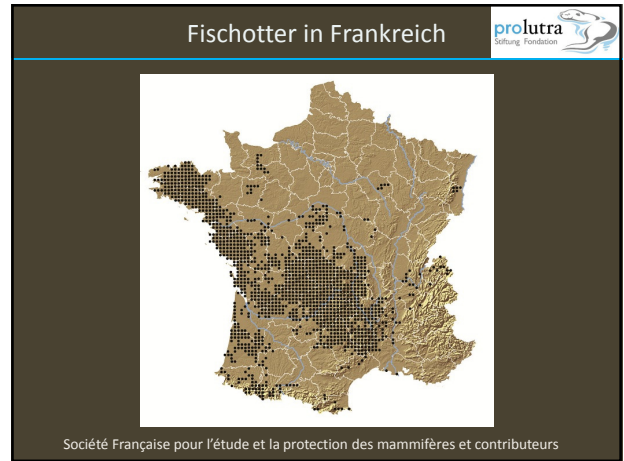 Fischotter in Frankreich
prolutra
Stiftung Fondation
Société Française pour l'étude et la protection des mammifères et contributeurs